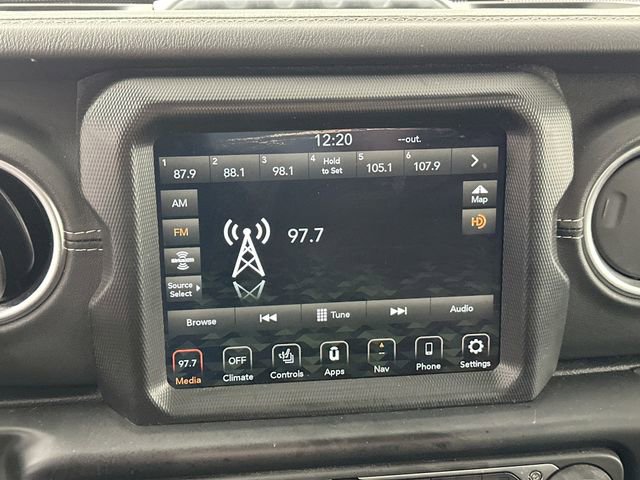 12:20 --out.
1 87.9 2 88.1 3 98.1 4 Hold to Set 5 105.1 6 107.9
AM
Map
FM
97.7
HD
Source
Select
Browse Tune Audio
97.7 OFF
Media Climate Controls Apps Nav Phone Settings